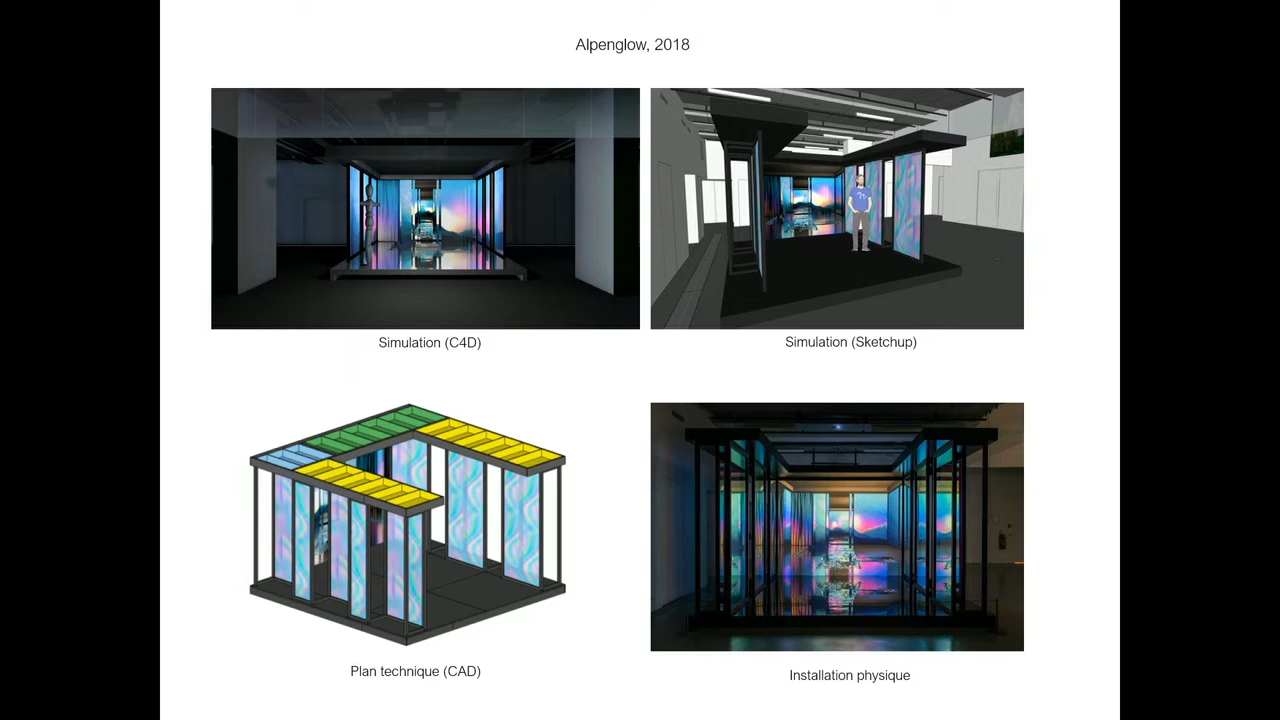 Alpenglow, 2018
Simulation (C4D)
Simulation (Sketchup)
Plan technique (CAD)
Installation physique